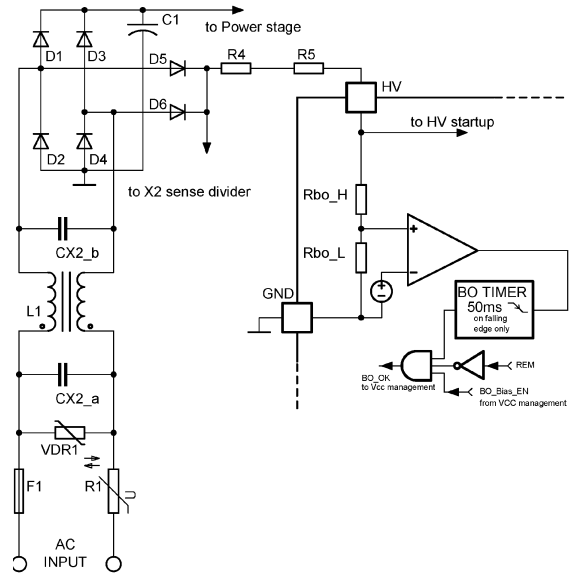 C1
to Power stage
D1
D3
D5
R4
R5
HV
D6
to HV startup
D2
D4
to X2 sense divider
Rbo_H
CX2_b
Rbo_L
+
−
+
−
L1
GND
BO TIMER
50ms
on falling
edge only
CX2_a
REM
BO_OK
to Vcc management
BO_Bias_EN
from VCC management
VDR1
F1
R1
U
AC
INPUT